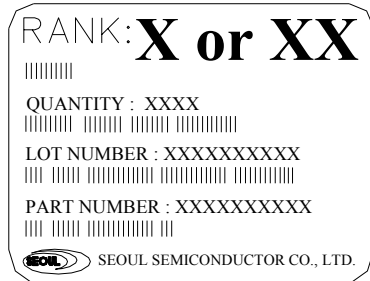 RANK: X or XX
QUANTITY : XXXX
LOT NUMBER : XXXXXXXXXX
PART NUMBER : XXXXXXXXXX
SEOUL SEOUL SEMICONDUCTOR CO., LTD.